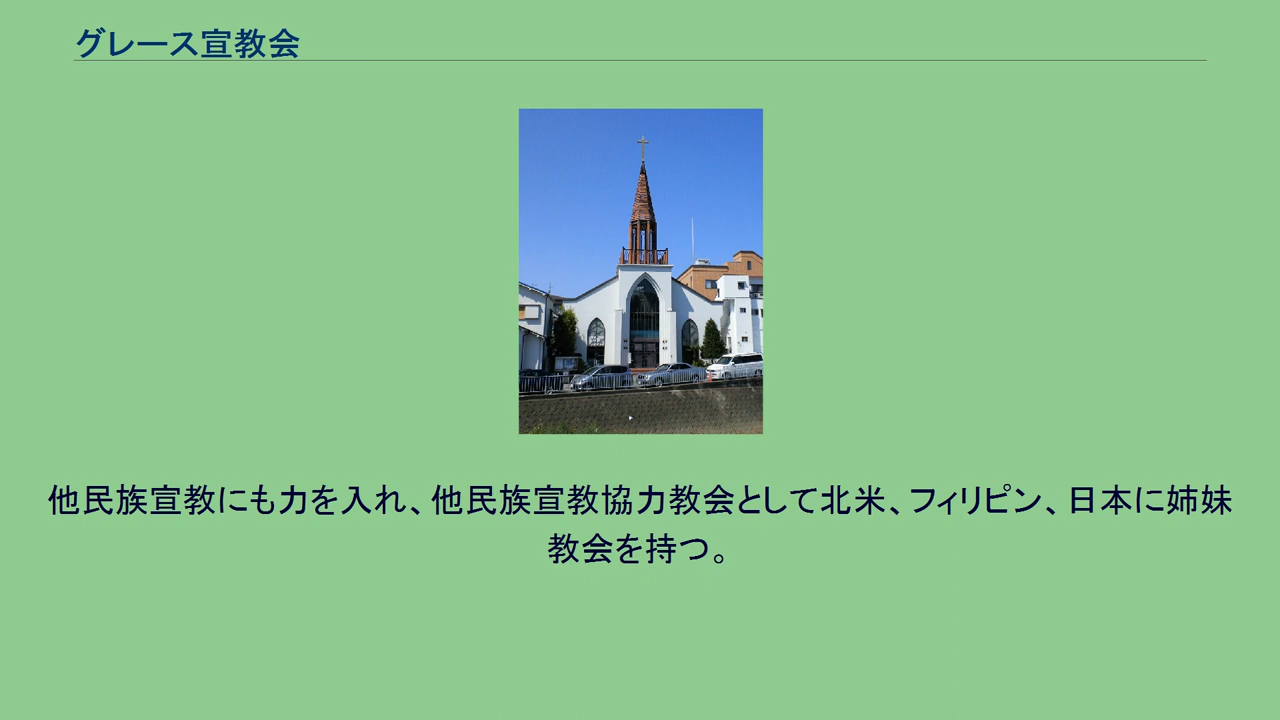 グレース宣教会
他民族宣教にも力を入れ、他民族宣教協力教会として北米、フィリピン、日本に姉妹
教会を持つ。